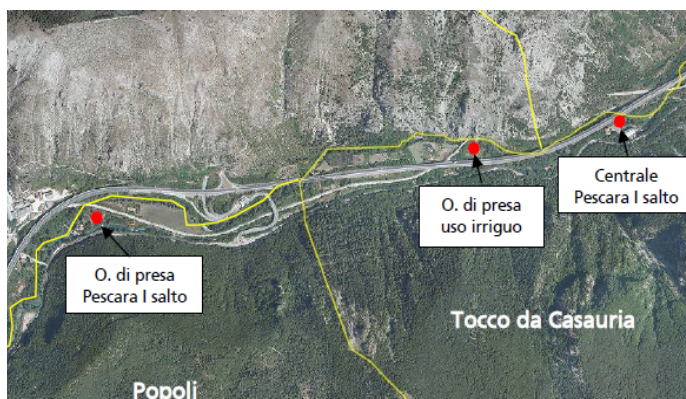 Centrale
Pescara I salto
O. di presa
uso irriguo
O. di presa
Pescara I salto
Tocco da Casauria
Popoli